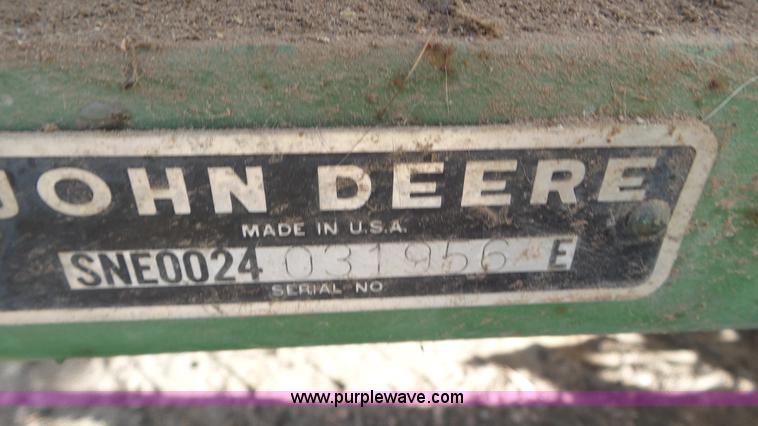 JOHN DEERE
MADE IN U.S.A.
SNE0024 031956 E
SERIAL NO
www.purplewave.com